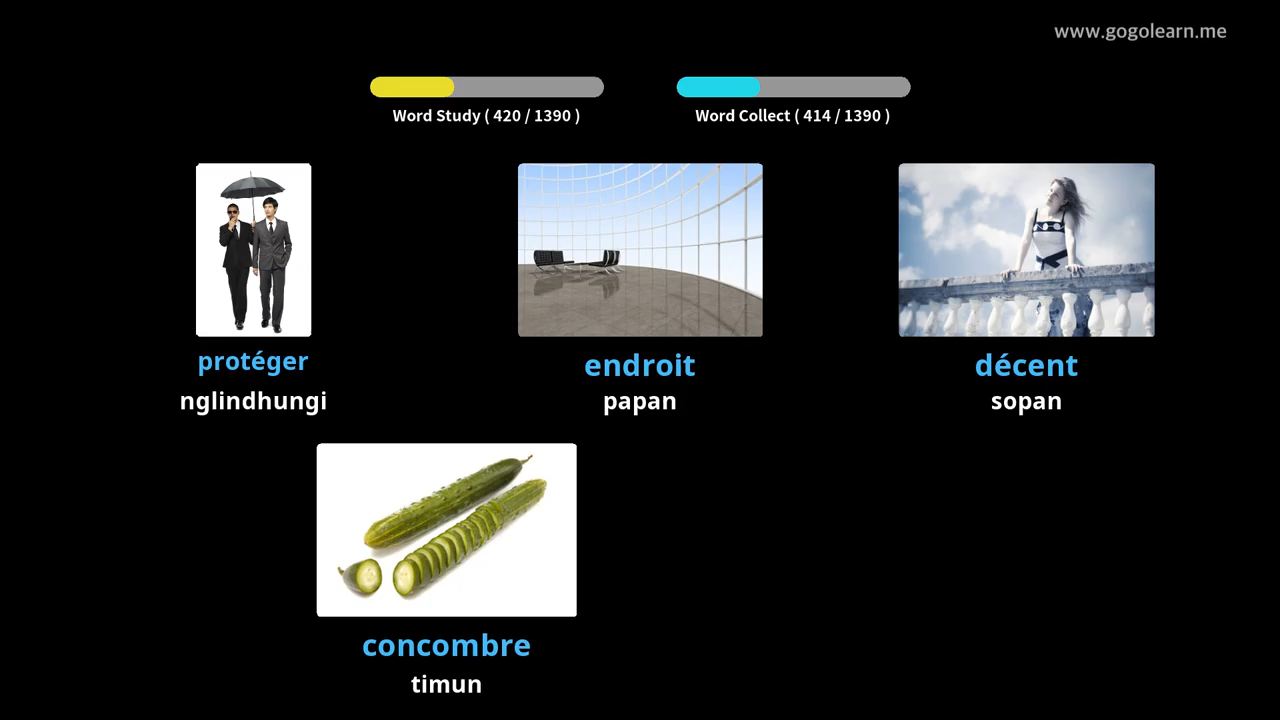 www.gogolearn.me
Word Study ( 420 / 1390 )
Word Collect ( 414 / 1390 )
protéger
nglindhungi
endroit
papan
décent
sopan
concombre
timun